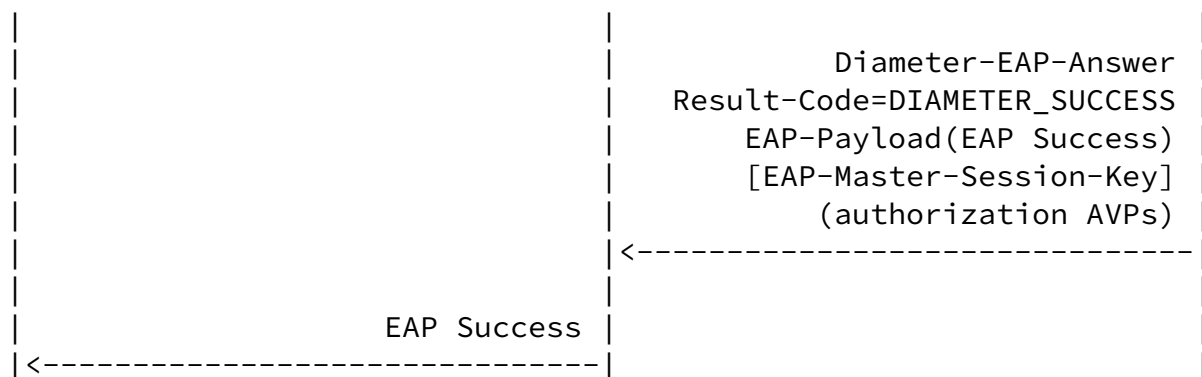 Diameter-EAP-Answer
Result-Code=DIAMETER_SUCCESS
EAP-Payload(EAP Success)
[EAP-Master-Session-Key]
(authorization AVPs)
EAP Success